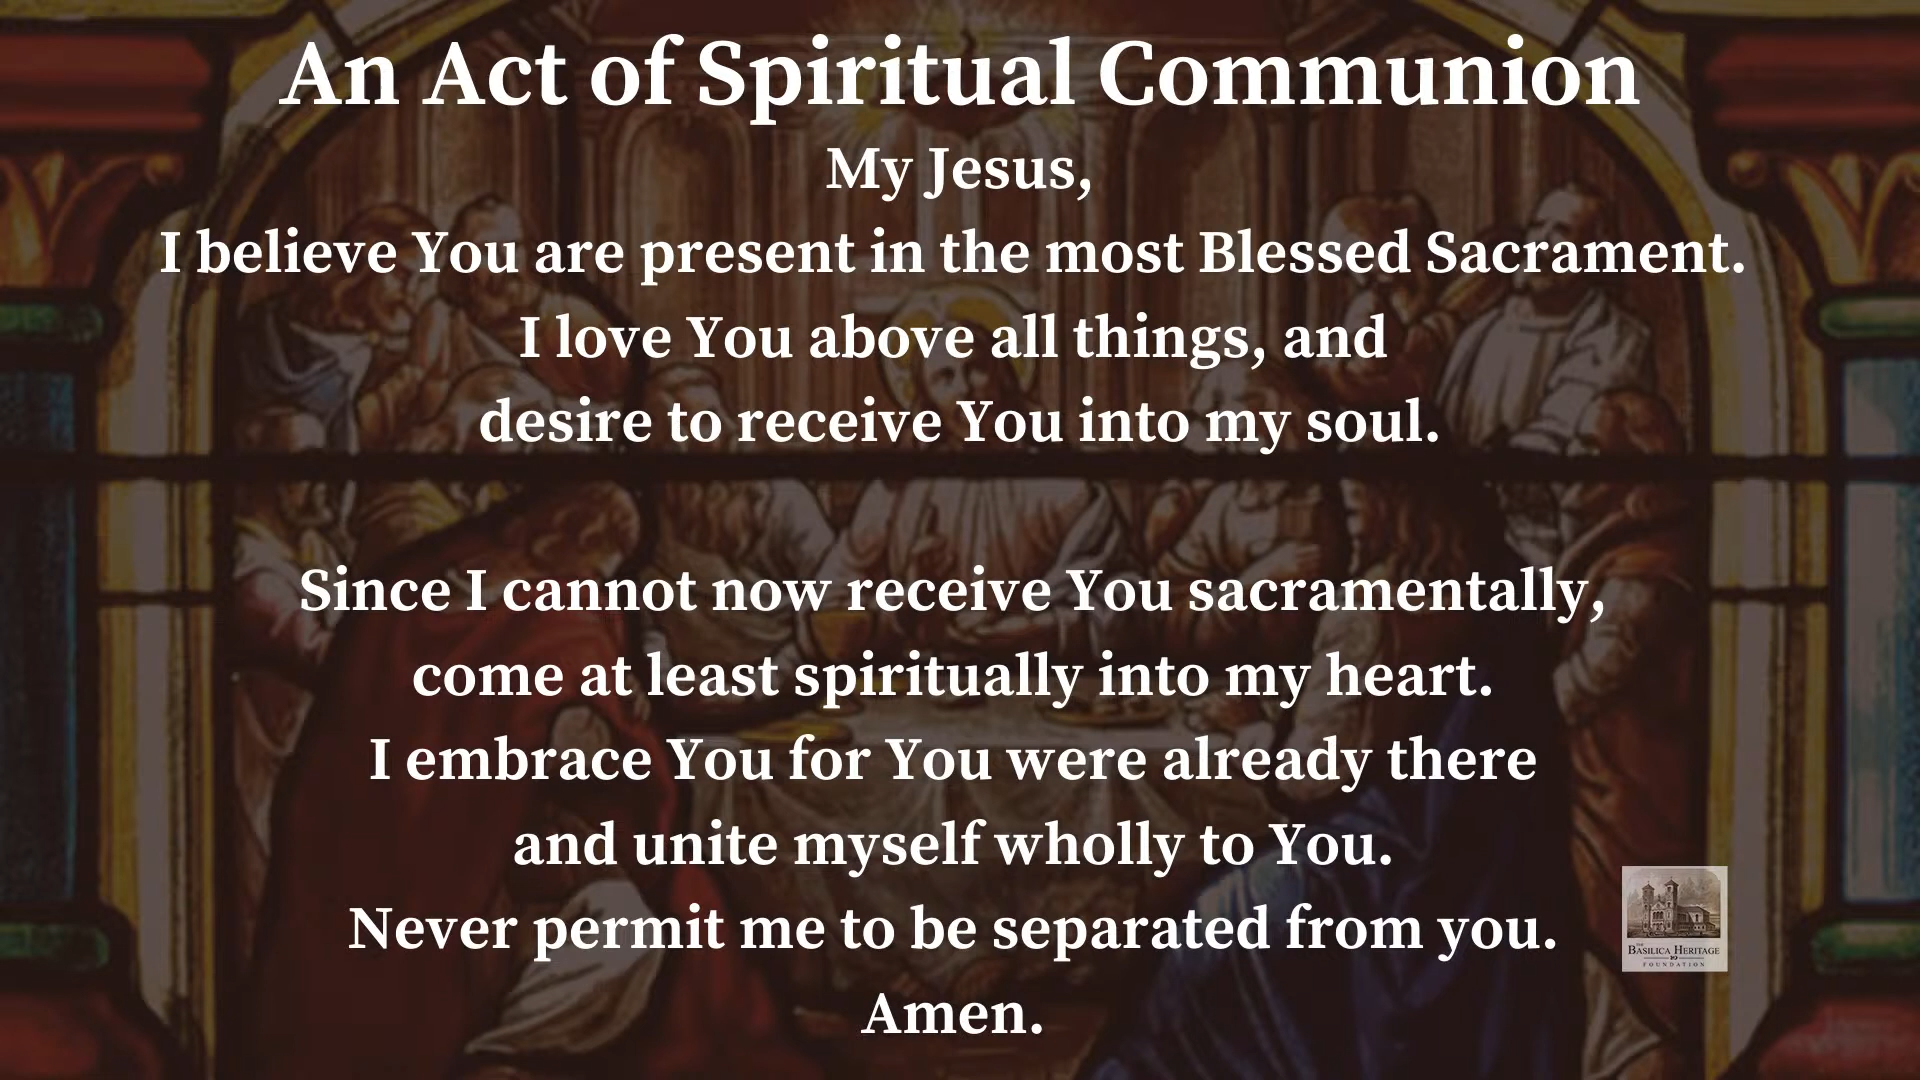 An Act of Spiritual Communion
My Jesus,
I believe You are present in the most Blessed Sacrament.
I love You above all things, and
desire to receive You into my soul.
Since I cannot now receive You sacramentally,
come at least spiritually into my heart.
I embrace You for You were already there
and unite myself wholly to You.
Never permit me to be separated from you.
Amen.
THE
BASILICA HERITAGE
FOUNDATION